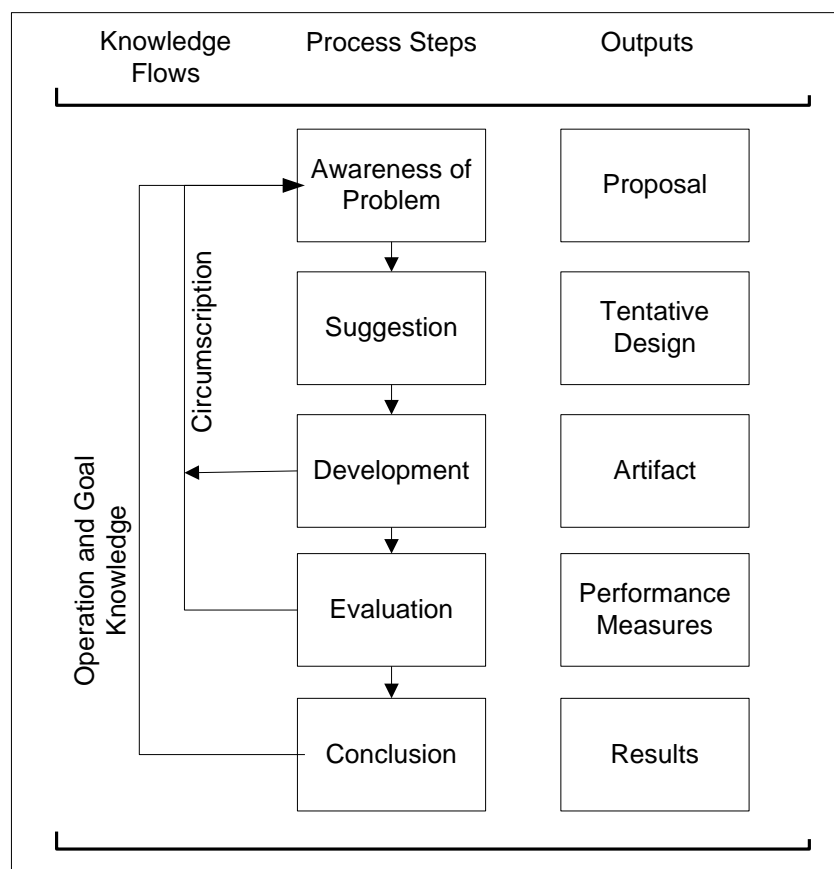 Knowledge
Flows
Process Steps
Outputs
Awareness of
Problem
Proposal
Suggestion
Tentative
Design
Circumscription
Development
Artifact
Operation and Goal
Knowledge
Evaluation
Performance
Measures
Conclusion
Results